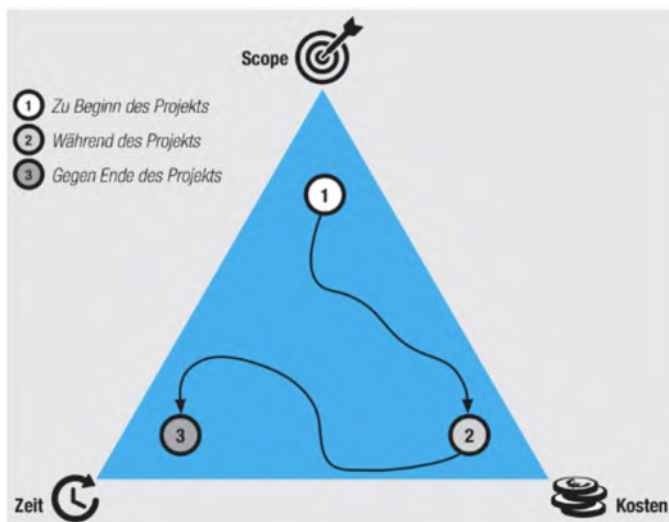 Scope
1 Zu Beginn des Projekts
2 Während des Projekts
3 Gegen Ende des Projekts
1
3
2
Zeit
Kosten